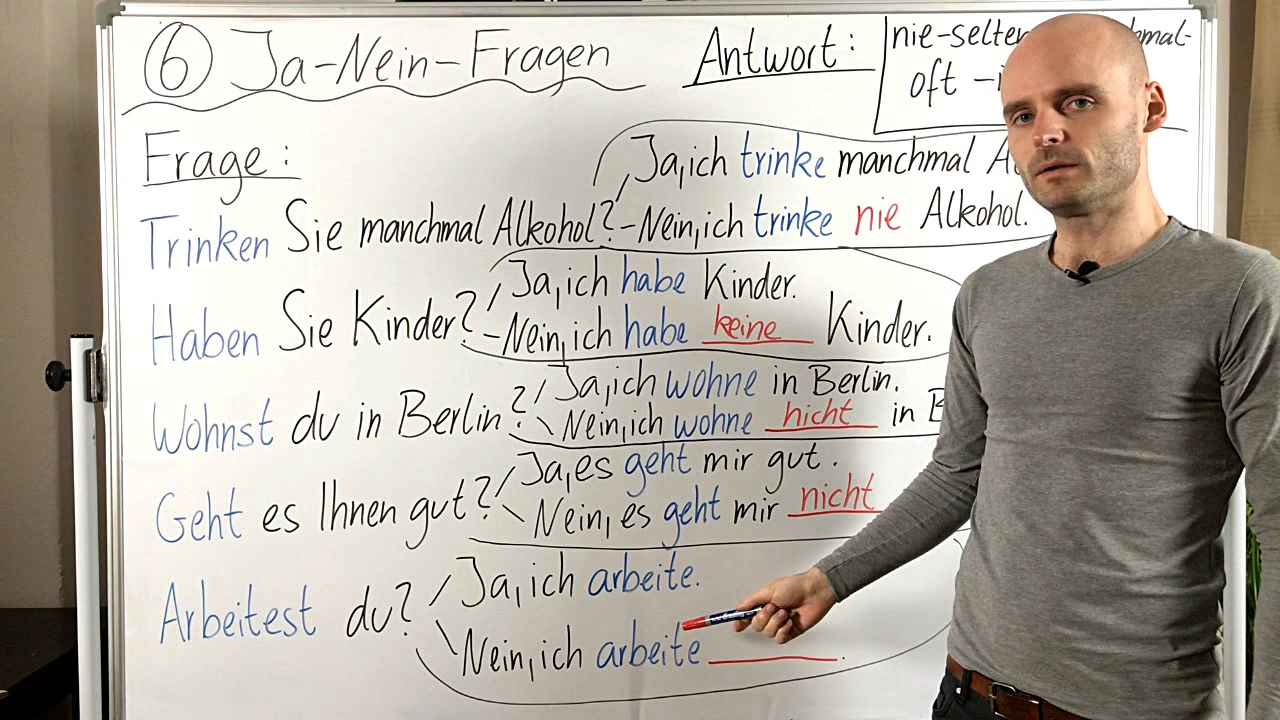 6 Ja-Nein-Fragen
Antwort:
nie-selten
oft -
Frage:
Trinken Sie manchmal Alkohol?
Ja, ich trinke manchmal
-Nein, ich trinke nie Alkohol.
Haben Sie Kinder?
Ja, ich habe Kinder.
-Nein, ich habe keine Kinder.
Wohnst du in Berlin?
Ja, ich wohne in Berlin.
Nein, ich wohne nicht in
Geht es Ihnen gut?
Ja, es geht mir gut.
Nein, es geht mir nicht
Arbeitest du?
Ja, ich arbeite.
Nein, ich arbeite ______.